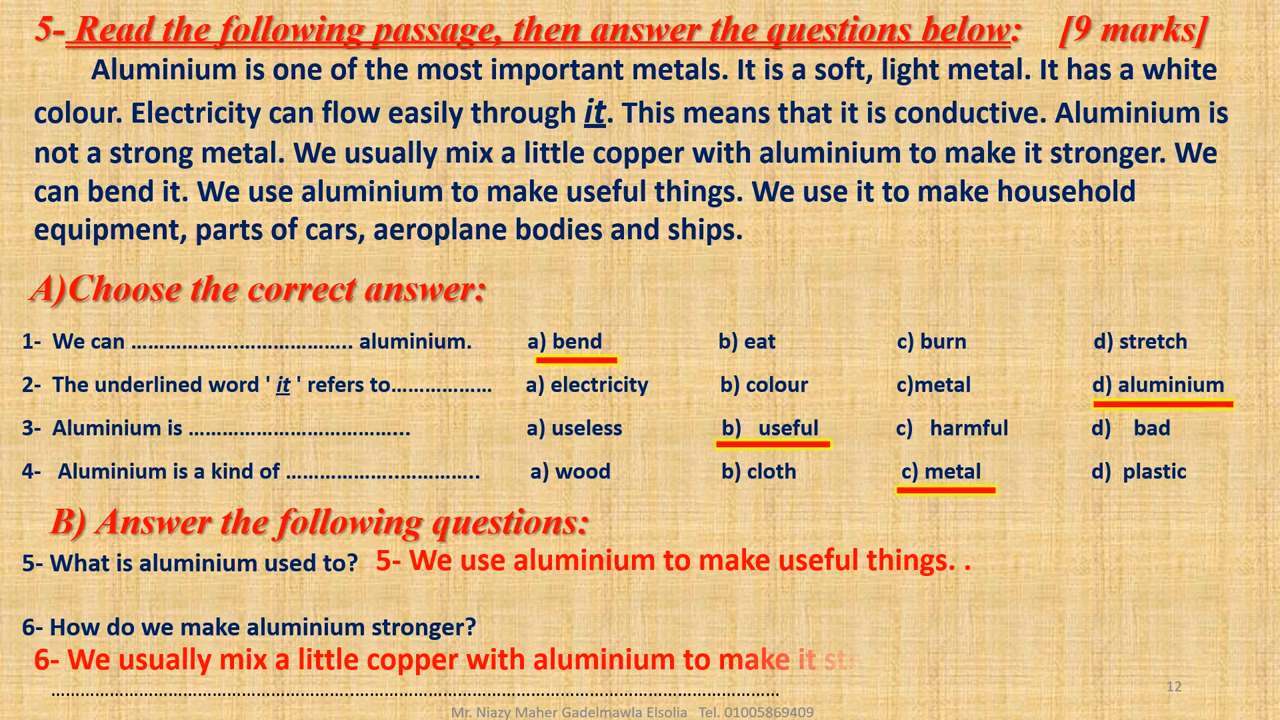 5- Read the following passage, then answer the questions below: [9 marks]
Aluminium is one of the most important metals. It is a soft, light metal. It has a white
colour. Electricity can flow easily through it. This means that it is conductive. Aluminium is
not a strong metal. We usually mix a little copper with aluminium to make it stronger. We
can bend it. We use aluminium to make useful things. We use it to make household
equipment, parts of cars, aeroplane bodies and ships.
A)Choose the correct answer:
1- We can ………………………………….. aluminium. a) bend b) eat c) burn d) stretch
2- The underlined word ' it ' refers to……………… a) electricity b) colour c)metal d) aluminium
3- Aluminium is ………………………………... a) useless b) useful c) harmful d) bad
4- Aluminium is a kind of …………………..……….. a) wood b) cloth c) metal d) plastic
B) Answer the following questions:
5- What is aluminium used to? 5- We use aluminium to make useful things. .
6- How do we make aluminium stronger?
6- We usually mix a little copper with aluminium to make it
………………………………………………………………………………………………………………
12
Mr. Niazy Maher Gadelmawla Elsolia Tel. 01005869409